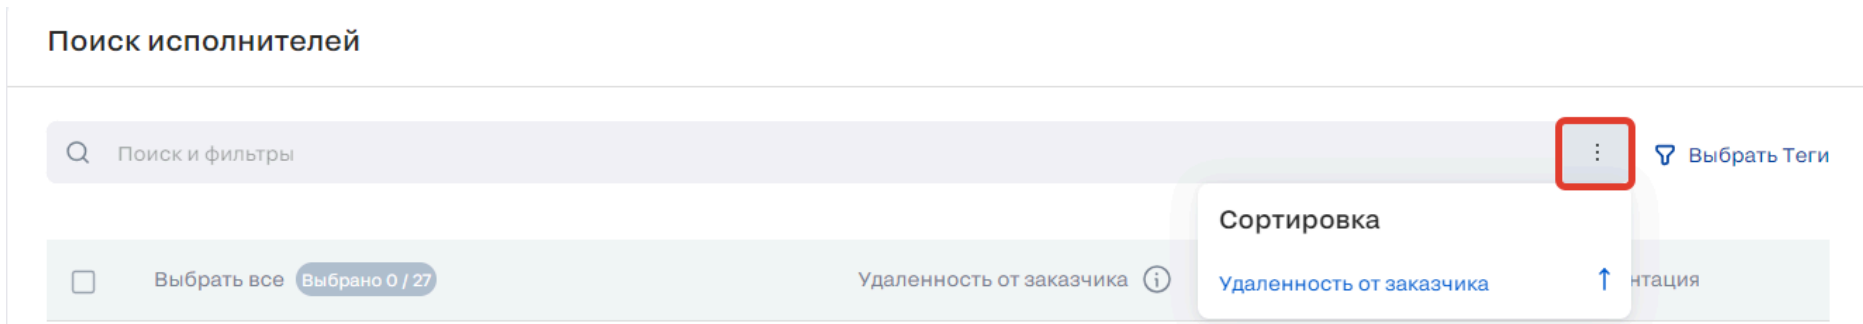 Поиск исполнителей
Поиск и фильтры
Выбрать Теги
Сортировка
Выбрать все Выбрано 0 / 27 Удаленность от заказчика
Удаленность от заказчика ↑
нтация